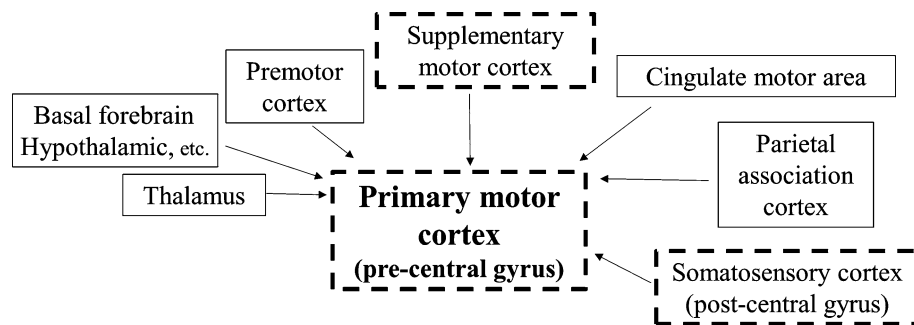 Supplementary
motor cortex
Premotor
cortex
Cingulate motor area
Basal forebrain
Hypothalamic, etc.
Parietal
association
cortex
Thalamus
Primary motor
cortex
(pre-central gyrus)
Somatosensory cortex
(post-central gyrus)